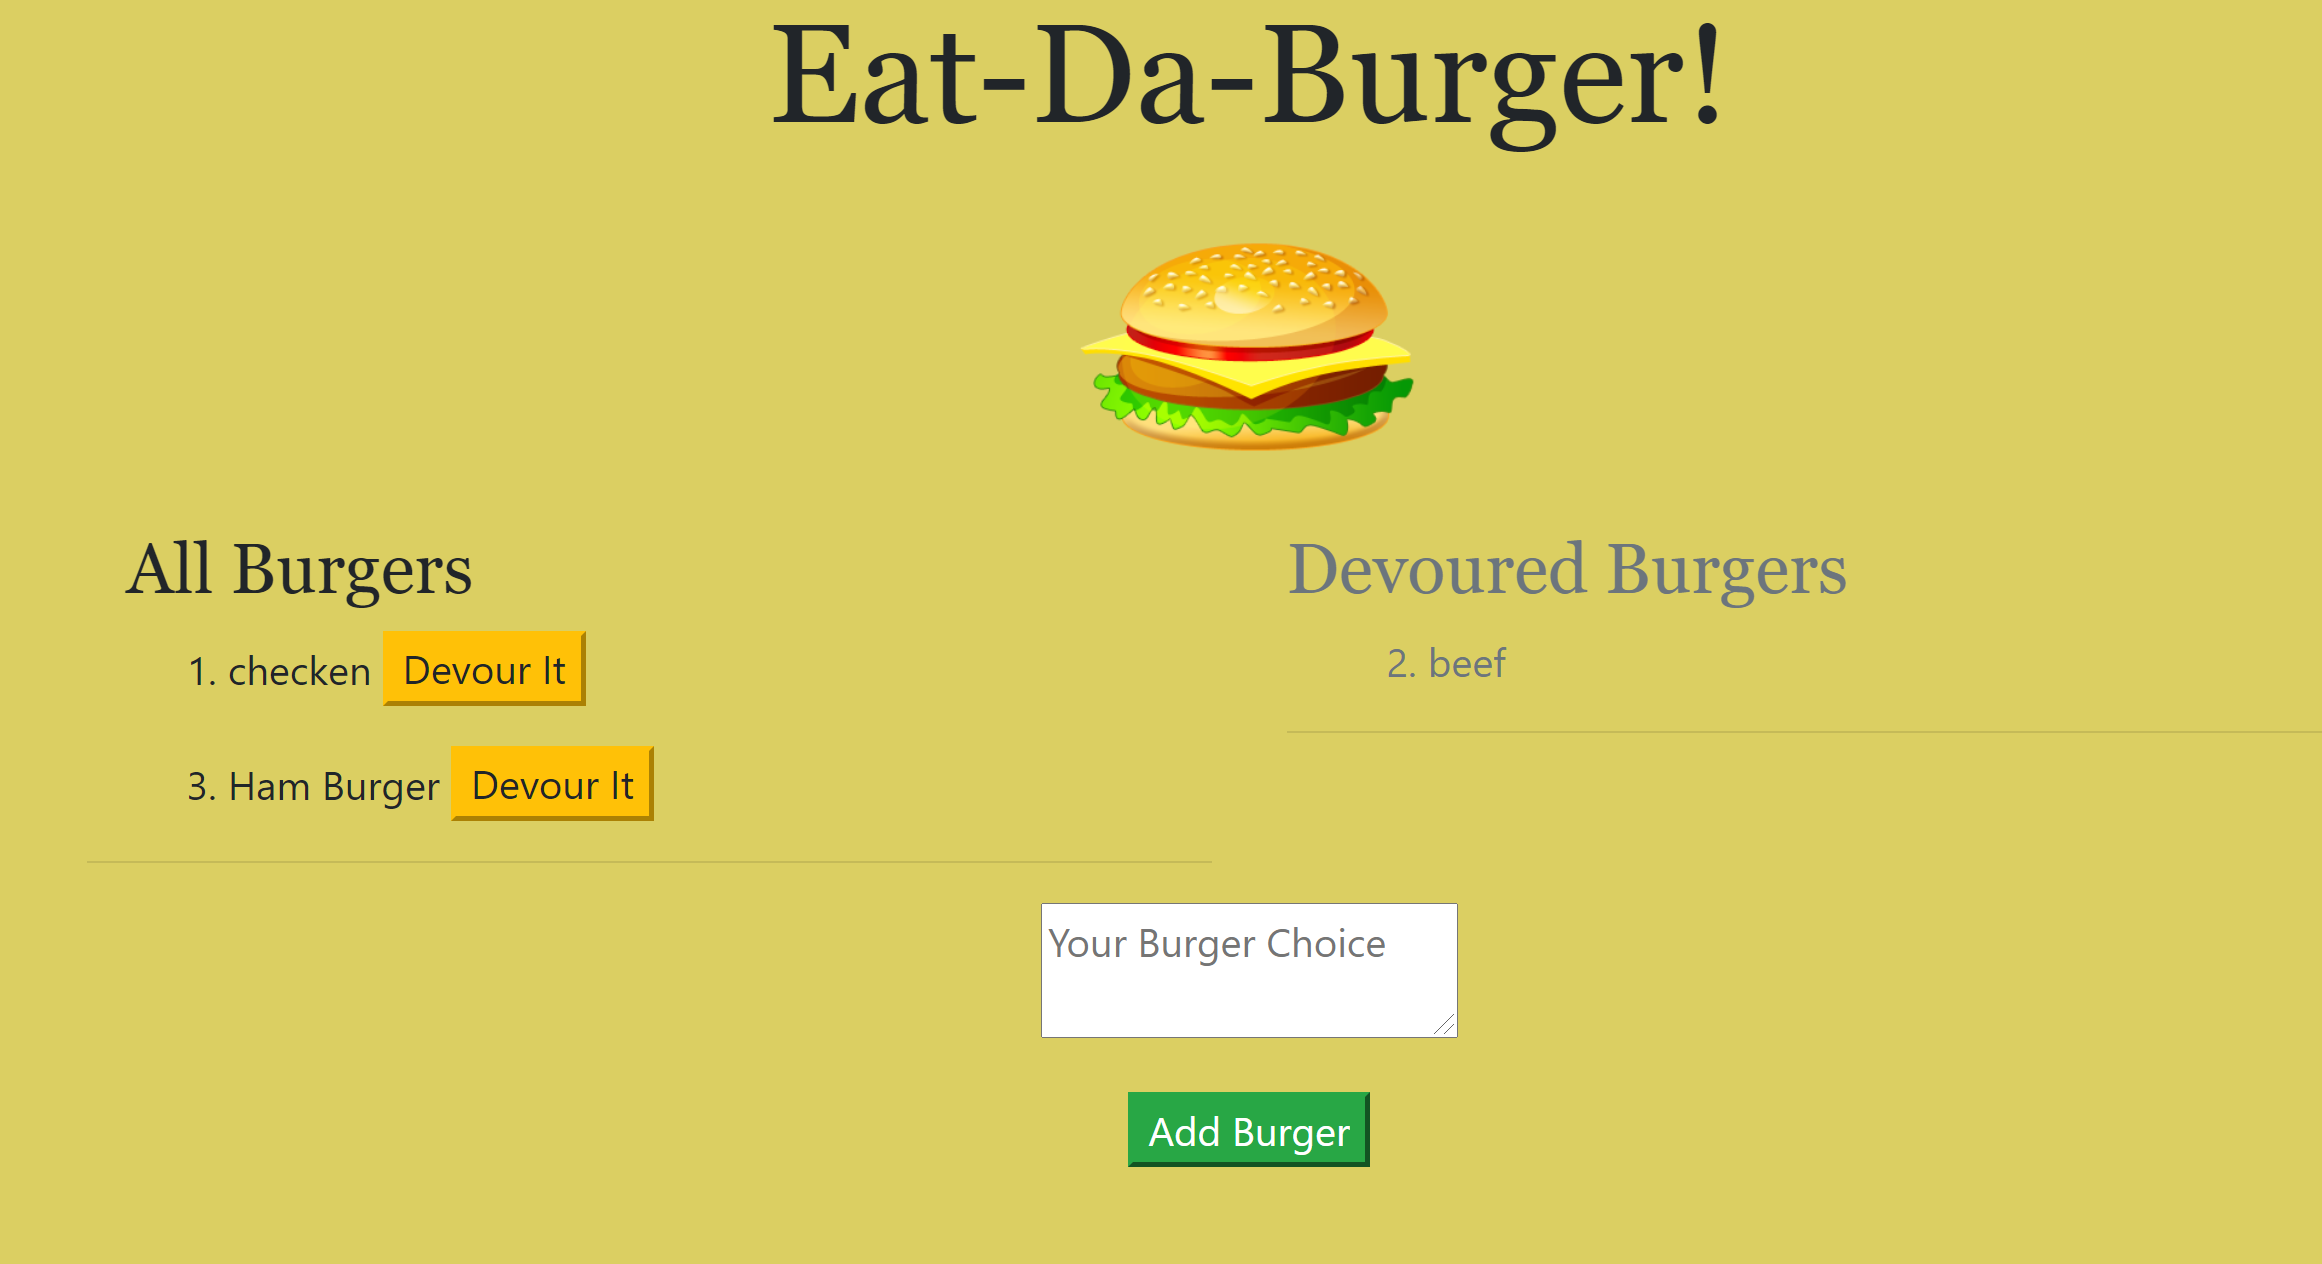 Eat-Da-Burger!
All Burgers
1. checken Devour It
3. Ham Burger Devour It
Devoured Burgers
2. beef
Your Burger Choice
Add Burger